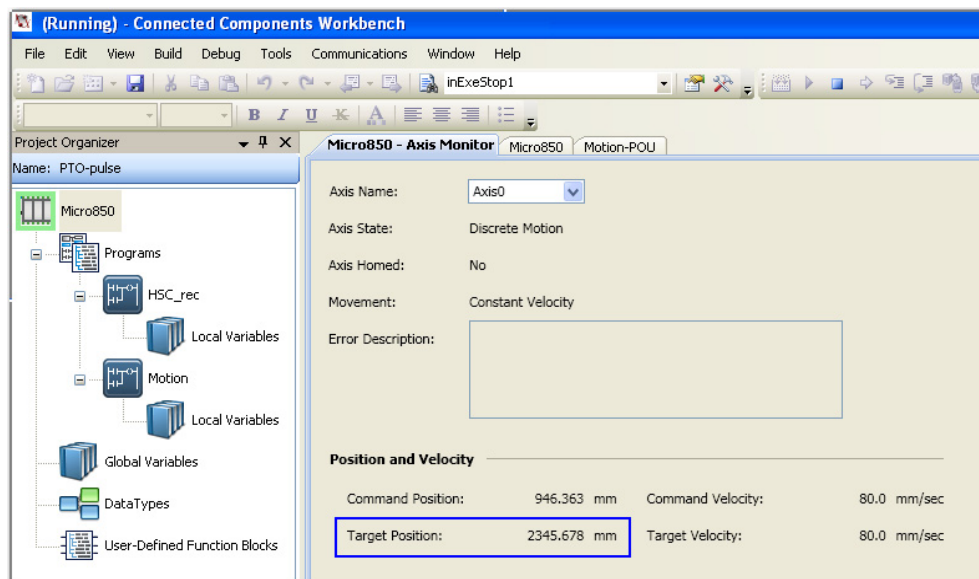 (Running) - Connected Components Workbench
File Edit View Build Debug Tools Communications Window Help
inExeStop1
B I U K A
Project Organizer
Micro850 - Axis Monitor Micro850 Motion-POU
Name: PTO-pulse
Axis Name: Axis0
Micro850
Axis State: Discrete Motion
Programs
Axis Homed: No
HSC_rec
Movement: Constant Velocity
Local Variables
Error Description:
Motion
Local Variables
Position and Velocity
Global Variables
Command Position: 946.363 mm Command Velocity: 80.0 mm/sec
DataTypes
Target Position: 2345.678 mm Target Velocity: 80.0 mm/sec
User-Defined Function Blocks